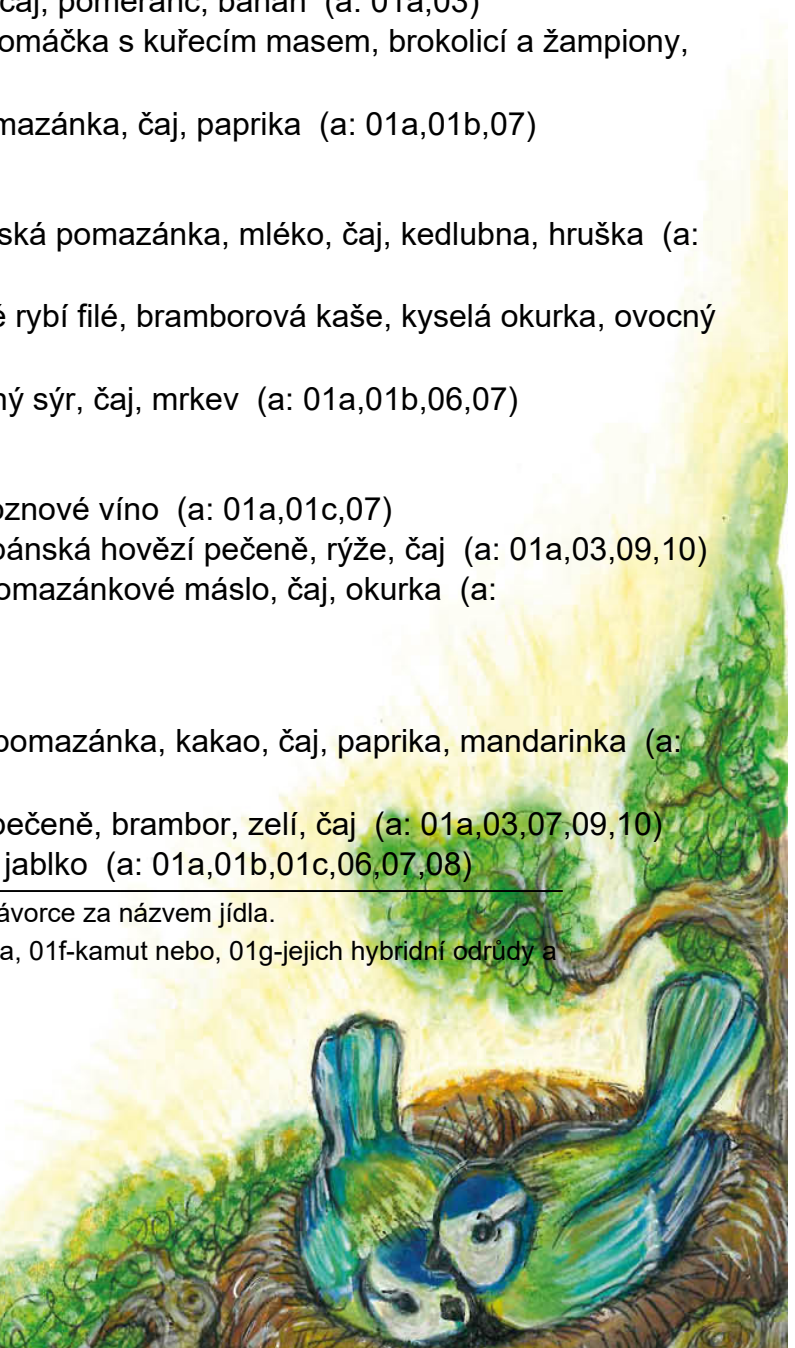 čaj, pomeranč, banán (a: 01a,03)
omáčka s kuřecím masem, brokolicí a žampiony,
mazánka, čaj, paprika (a: 01a,01b,07)
ská pomazánka, mléko, čaj, kedlubna, hruška (a:
é rybí filé, bramborová kaše, kyselá okurka, ovocný
ný sýr, čaj, mrkev (a: 01a,01b,06,07)
oznové víno (a: 01a,01c,07)
pánská hovězí pečeně, rýže, čaj (a: 01a,03,09,10)
omazánkové máslo, čaj, okurka (a:
pomazánka, kakao, čaj, paprika, mandarinka (a:
pečeně, brambor, zelí, čaj (a: 01a,03,07,09,10)
jablko (a: 01a,01b,01c,06,07,08)
ávorce za názvem jídla.
a, 01f-kamut nebo, 01g-jejich hybridní odrůdy a